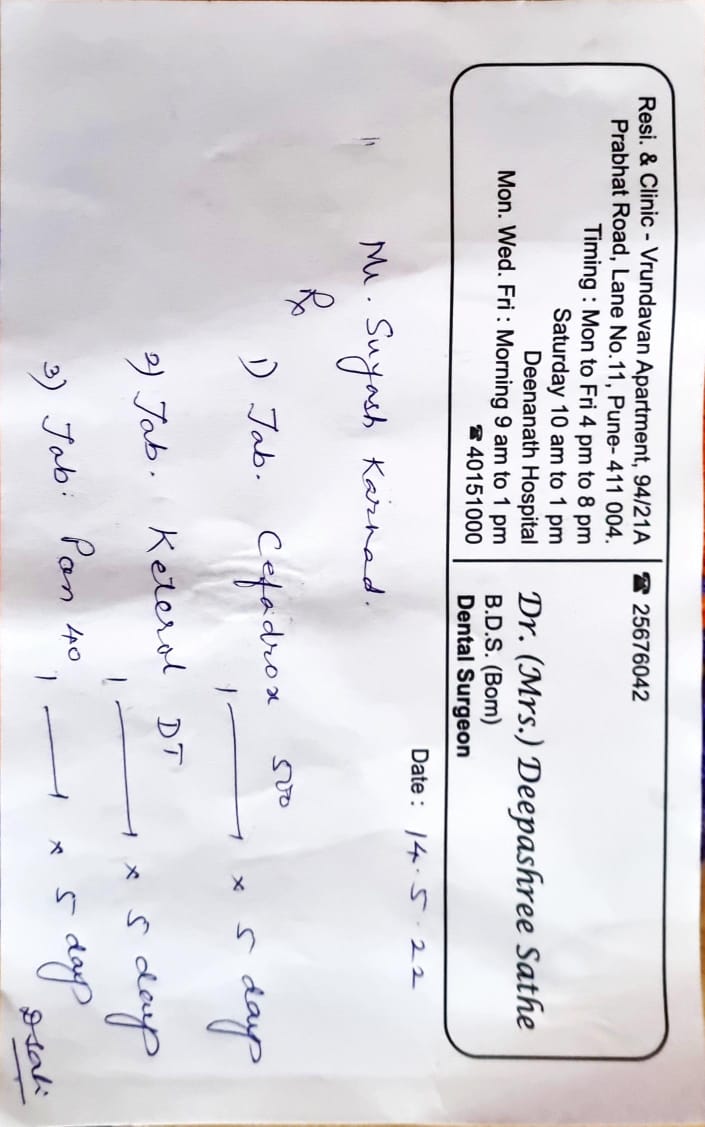 Resi. & Clinic - Vrundavan Apartment, 94/21A ☎ 25676042
Prabhat Road, Lane No.11, Pune- 411 004.
Timing : Mon to Fri 4 pm to 8 pm
Saturday 10 am to 1 pm
Deenanath Hospital
Mon. Wed. Fri : Morning 9 am to 1 pm
☎ 40151000
Dr. (Mrs.) Deepashree Sathe
B.D.S. (Bom)
Dental Surgeon
Date : 14.5.22
Mr. Suyash Karnad.
Rx
1) Tab. Cefadrox 500
1 —— 1 x 5 days
2) Tab. Keterol DT
1 —— 1 x 5 days
3) Tab. Pan 40
1 —— 1 x 5 days